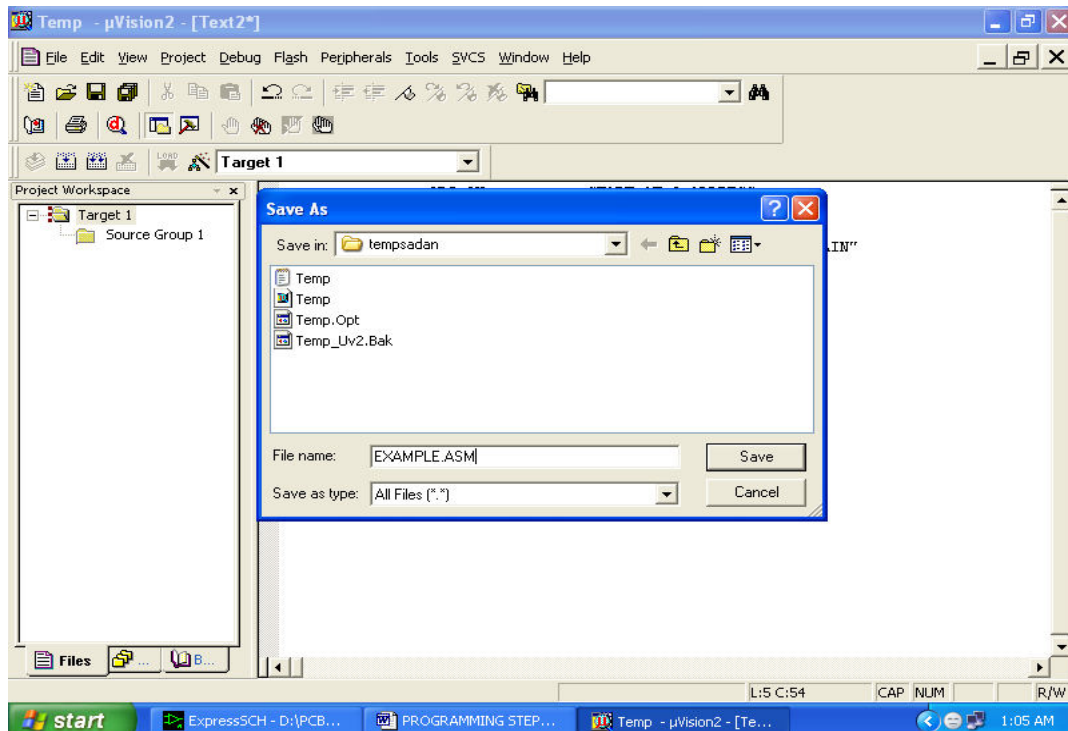 Temp - µVision2 - [Text2*]
File Edit View Project Debug Flash Peripherals Tools SVCS Window Help
LOAD Target 1
Project Workspace
Target 1
Source Group 1
Save As
Save in: tempsadan
Temp
Temp
Temp.Opt
Temp_Uv2.Bak
File name: EXAMPLE.ASM
Save
Save as type: All Files (*.*)
Cancel
Files ... B...
L:5 C:54 CAP NUM R/W
start ExpressSCH - D:\PCB... PROGRAMMING STEP... Temp - µVision2 - [Te... 1:05 AM